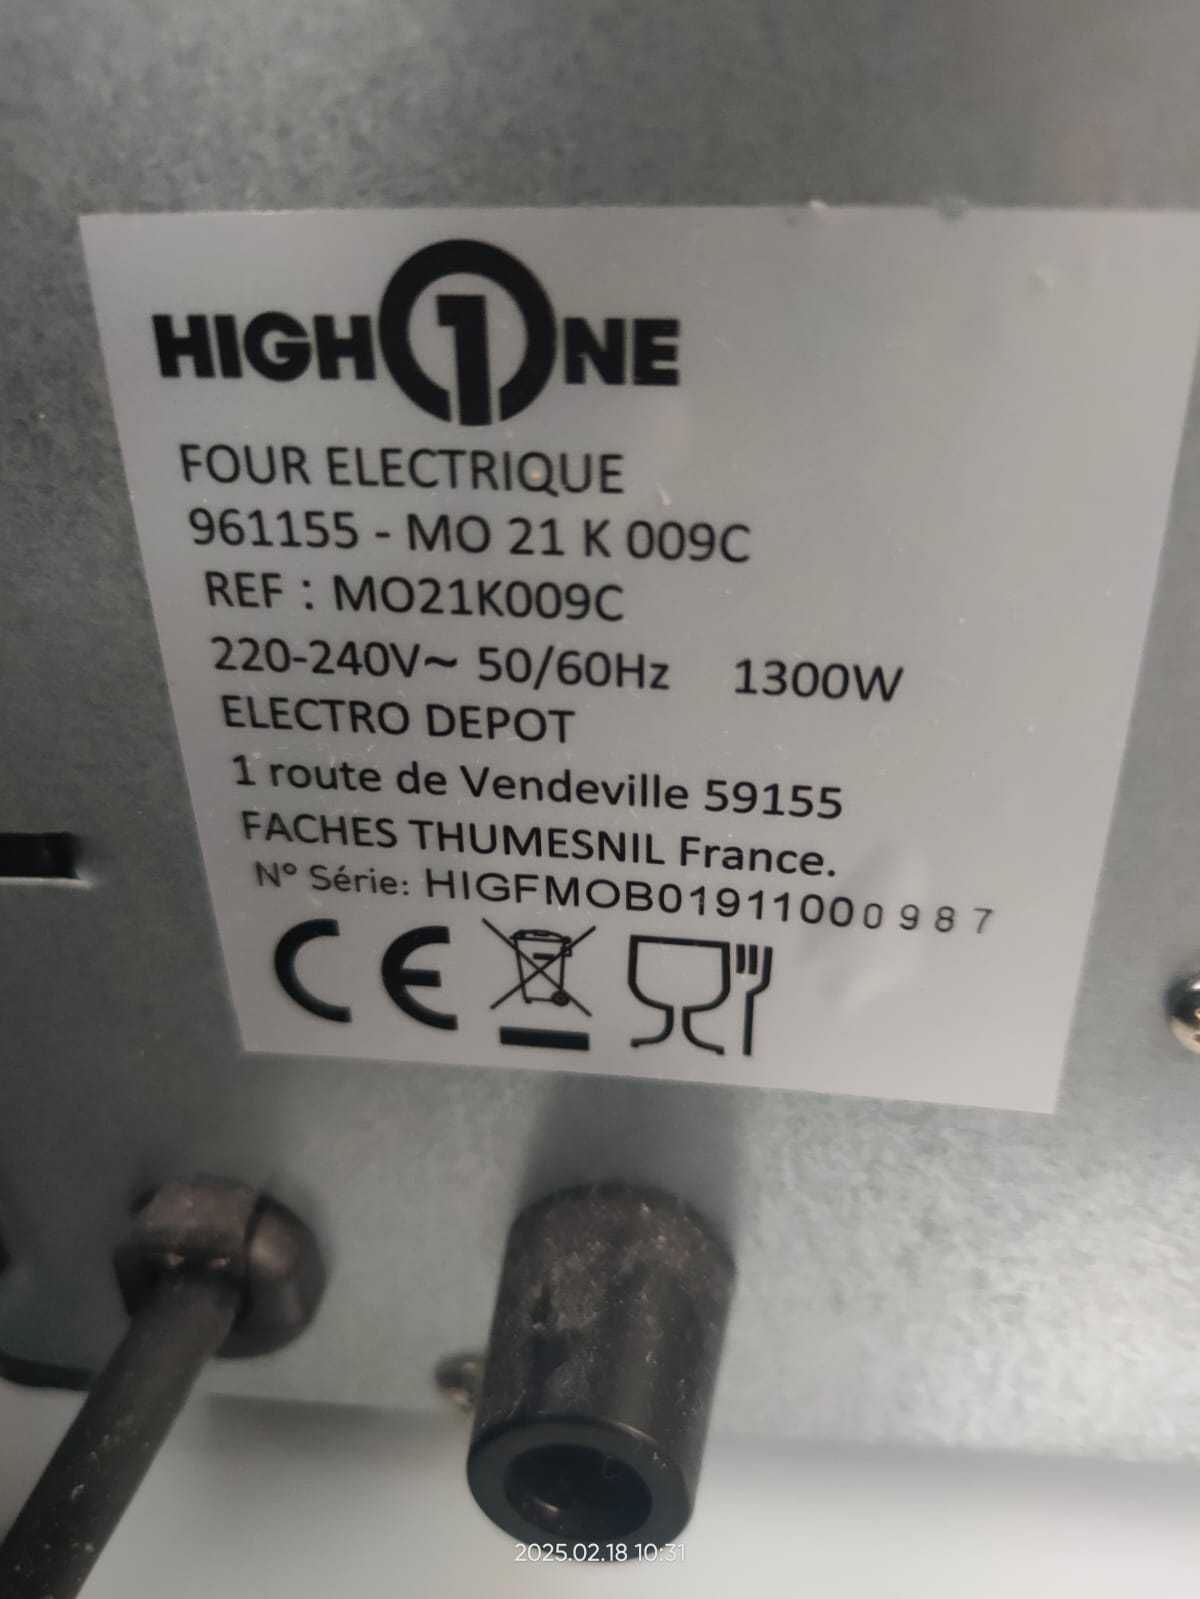 HIGH1NE
FOUR ELECTRIQUE
961155 - MO 21 K 009C
REF : MO21K009C
220-240V~ 50/60Hz 1300W
ELECTRO DEPOT
1 route de Vendeville 59155
FACHES THUMESNIL France.
N° Série: HIGFMOB01911000987
CE
2025.02.18 10:31